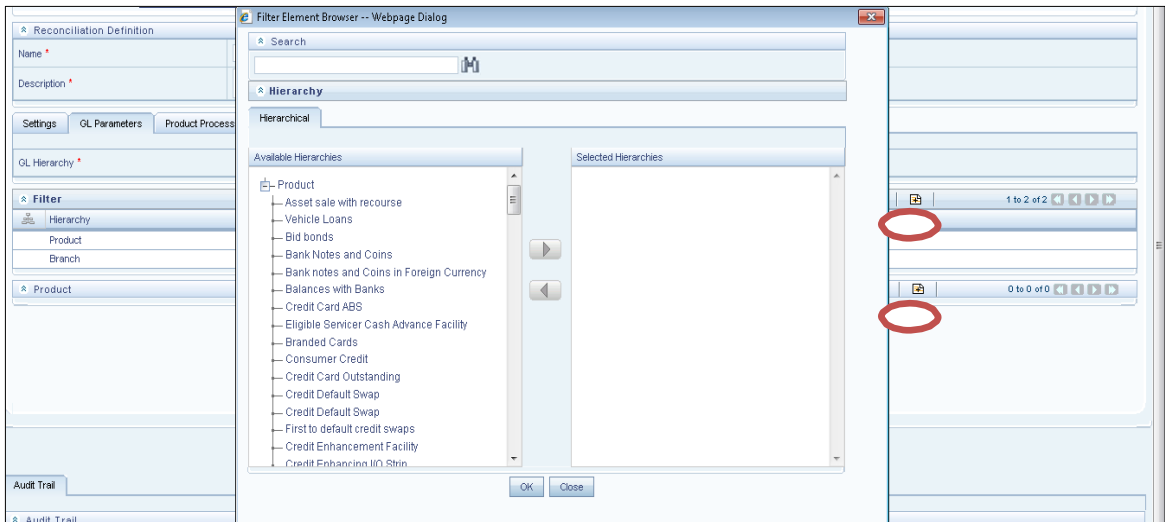 Filter Element Browser -- Webpage Dialog
Reconciliation Definition
Name *
Description *
Settings GL Parameters Product Process
GL Hierarchy *
Filter 1 to 2 of 2
Hierarchy
Product
Branch
Product 0 to 0 of 0
Search
Hierarchy
Hierarchical
Available Hierarchies Selected Hierarchies
Product
Asset sale with recourse
Vehicle Loans
Bid bonds
Bank Notes and Coins
Bank notes and Coins in Foreign Currency
Balances with Banks
Credit Card ABS
Eligible Servicer Cash Advance Facility
Branded Cards
Consumer Credit
Credit Card Outstanding
Credit Default Swap
Credit Default Swap
First to default credit swaps
Credit Enhancement Facility
Credit Enhancing I/O Strip
OK Close
Audit Trail
Audit Trail